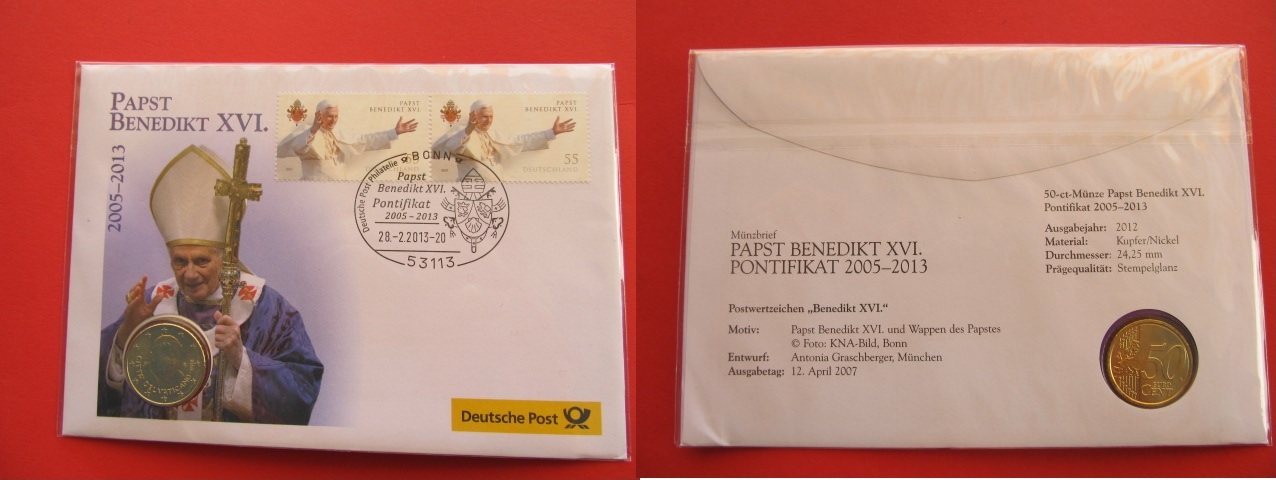 PAPST
BENEDIKT XVI.
2005–2013
PAPST
BENEDIKT XVI
PAPST
BENEDIKT XVI
55
DEUTSCHLAND
Deutsche Post Philatelie
BONN
Papst
Benedikt XVI.
Pontifikat
2005 – 2013
28.-2.2013-20
53113
CITTA' DEL VATICANO
Deutsche Post
50-ct-Münze Papst Benedikt XVI.
Pontifikat 2005–2013
Ausgabejahr: 2012
Material: Kupfer/Nickel
Durchmesser: 24,25 mm
Prägequalität: Stempelglanz
Münzbrief
PAPST BENEDIKT XVI.
PONTIFIKAT 2005–2013
Postwertzeichen „Benedikt XVI.“
Motiv: Papst Benedikt XVI. und Wappen des Papstes
© Foto: KNA-Bild, Bonn
Entwurf: Antonia Graschberger, München
Ausgabetag: 12. April 2007
50
EURO
CENT